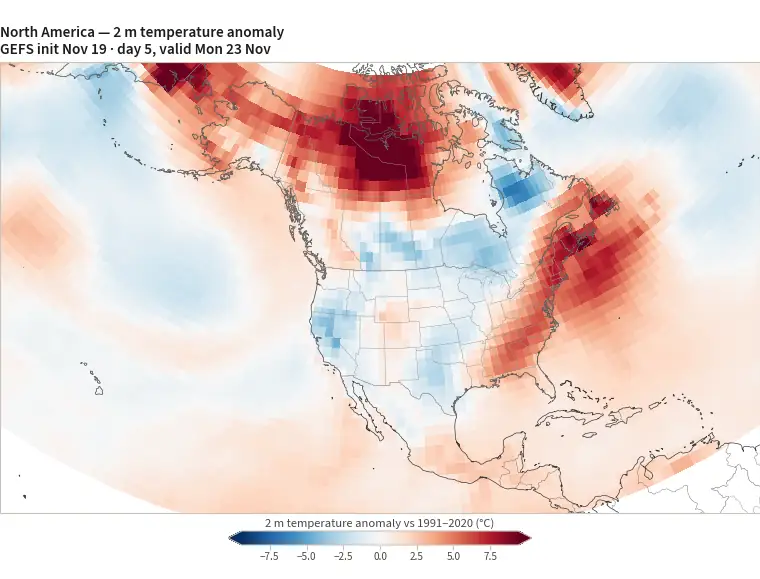 North America — 2 m temperature anomaly
GEFS init Nov 19 · day 5, valid Mon 23 Nov
2 m temperature anomaly vs 1991–2020 (°C)
−7.5 −5.0 −2.5 0.0 2.5 5.0 7.5